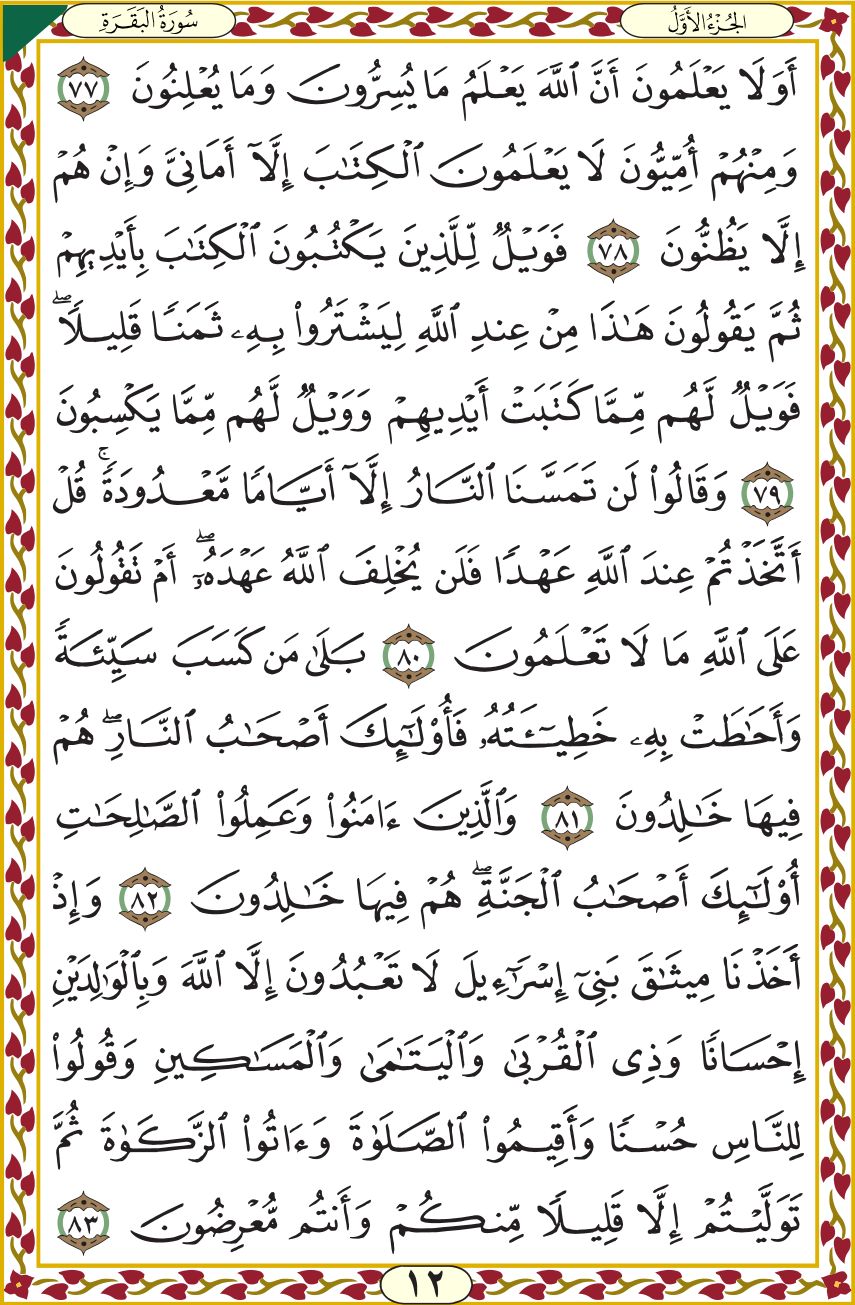 الجُزْءُ الأَوَّلُ
سُورَةُ البَقَرَةِ
أَوَلَا يَعْلَمُونَ أَنَّ ٱللَّهَ يَعْلَمُ مَا يُسِرُّونَ وَمَا يُعْلِنُونَ ٧٧
وَمِنْهُمْ أُمِّيُّونَ لَا يَعْلَمُونَ ٱلْكِتَٰبَ إِلَّآ أَمَانِىَّ وَإِنْ هُمْ
إِلَّا يَظُنُّونَ ٧٨ فَوَيْلٌ لِّلَّذِينَ يَكْتُبُونَ ٱلْكِتَٰبَ بِأَيْدِيهِمْ
ثُمَّ يَقُولُونَ هَٰذَا مِنْ عِندِ ٱللَّهِ لِيَشْتَرُوا۟ بِهِۦ ثَمَنًا قَلِيلًا ۖ
فَوَيْلٌ لَّهُم مِّمَّا كَتَبَتْ أَيْدِيهِمْ وَوَيْلٌ لَّهُم مِّمَّا يَكْسِبُونَ
٧٩ وَقَالُوا۟ لَن تَمَسَّنَا ٱلنَّارُ إِلَّآ أَيَّامًا مَّعْدُودَةً ۚ قُلْ
أَتَّخَذْتُمْ عِندَ ٱللَّهِ عَهْدًا فَلَن يُخْلِفَ ٱللَّهُ عَهْدَهُۥٓ ۖ أَمْ تَقُولُونَ
عَلَى ٱللَّهِ مَا لَا تَعْلَمُونَ ٨٠ بَلَىٰ مَن كَسَبَ سَيِّئَةً
وَأَحَٰطَتْ بِهِۦ خَطِيٓـَٔتُهُۥ فَأُو۟لَٰٓئِكَ أَصْحَٰبُ ٱلنَّارِ ۖ هُمْ
فِيهَا خَٰلِدُونَ ٨١ وَٱلَّذِينَ ءَامَنُوا۟ وَعَمِلُوا۟ ٱلصَّٰلِحَٰتِ
أُو۟لَٰٓئِكَ أَصْحَٰبُ ٱلْجَنَّةِ ۖ هُمْ فِيهَا خَٰلِدُونَ ٨٢ وَإِذْ
أَخَذْنَا مِيثَٰقَ بَنِىٓ إِسْرَٰٓءِيلَ لَا تَعْبُدُونَ إِلَّا ٱللَّهَ وَبِٱلْوَٰلِدَيْنِ
إِحْسَانًا وَذِى ٱلْقُرْبَىٰ وَٱلْيَتَٰمَىٰ وَٱلْمَسَٰكِينِ وَقُولُوا۟
لِلنَّاسِ حُسْنًا وَأَقِيمُوا۟ ٱلصَّلَوٰةَ وَءَاتُوا۟ ٱلزَّكَوٰةَ ثُمَّ
تَوَلَّيْتُمْ إِلَّا قَلِيلًا مِّنكُمْ وَأَنتُم مُّعْرِضُونَ ٨٣
١٢